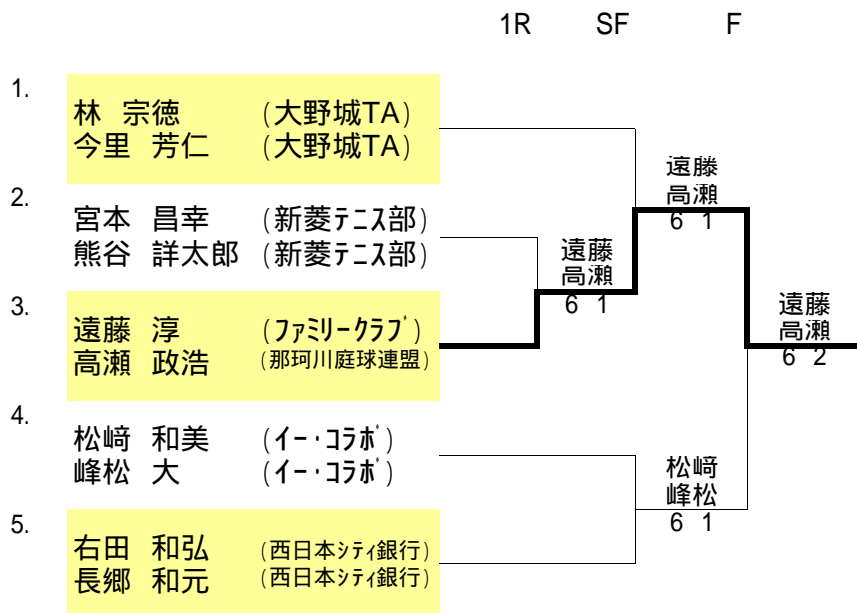 1R SF F
1.
林 宗徳 (大野城TA)
今里 芳仁 (大野城TA)
2.
宮本 昌幸 (新菱テニス部)
熊谷 詳太郎 (新菱テニス部)
3.
遠藤 淳 (ファミリークラブ)
高瀬 政浩 (那珂川庭球連盟)
4.
松﨑 和美 (イー・コラボ)
峰松 大 (イー・コラボ)
5.
右田 和弘 (西日本シティ銀行)
長郷 和元 (西日本シティ銀行)
遠藤
高瀬
6 1
遠藤
高瀬
6 1
松﨑
峰松
6 1
遠藤
高瀬
6 2